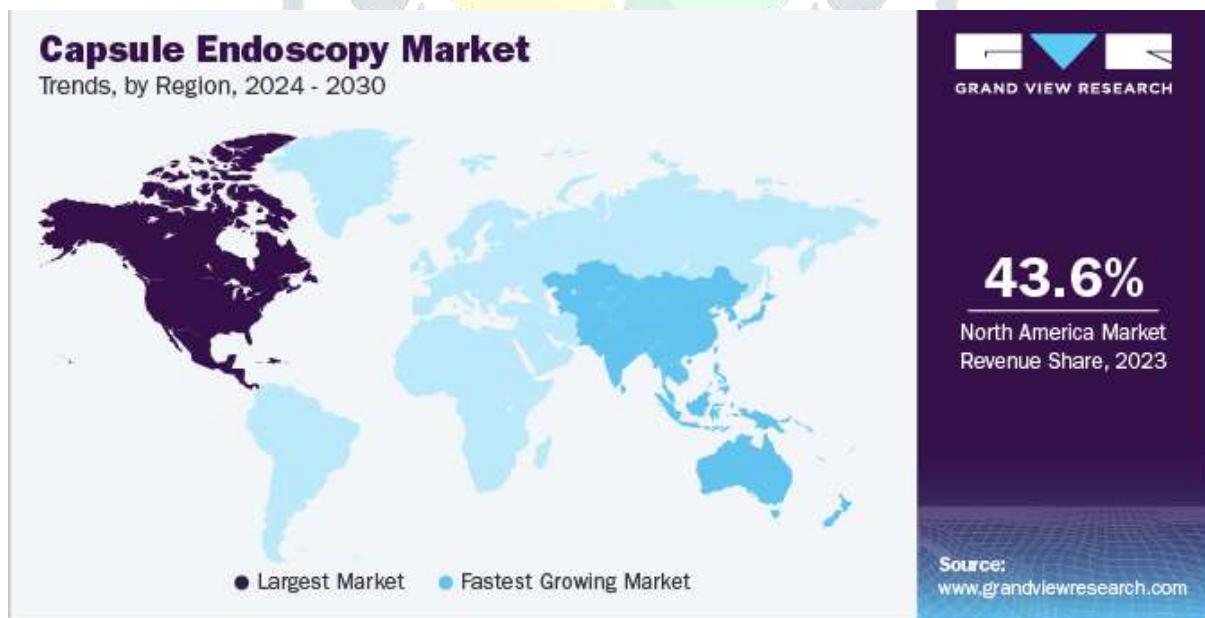 Capsule Endoscopy Market
Trends, by Region, 2024 - 2030
GRAND VIEW RESEARCH
43.6%
North America Market
Revenue Share, 2023
Largest Market
Fastest Growing Market
Source:
www.grandviewresearch.com